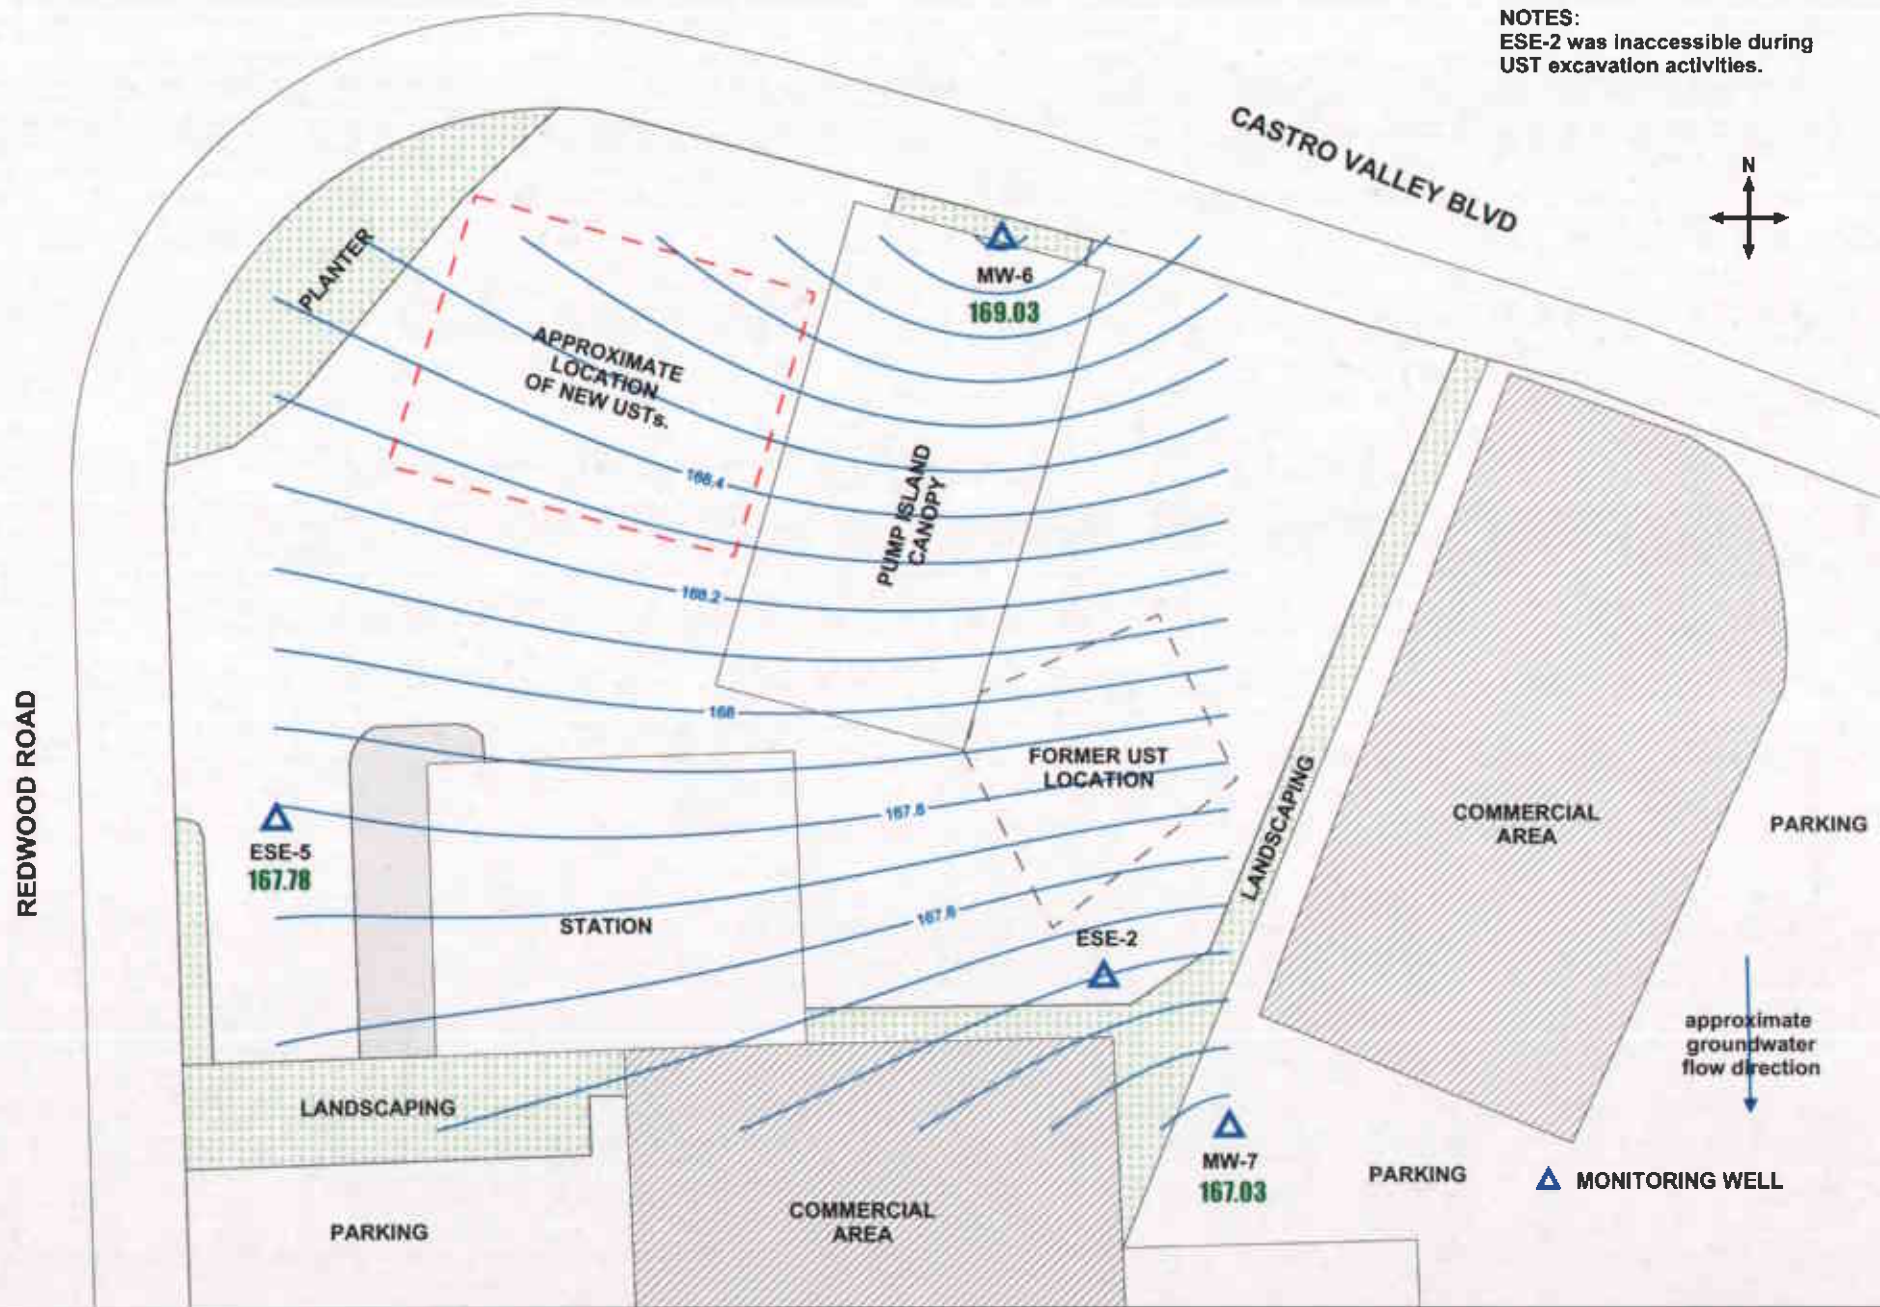 NOTES:
ESE-2 was inaccessible during
UST excavation activities.
CASTRO VALLEY BLVD
N
PLANTER
MW-6
169.03
APPROXIMATE
LOCATION
OF NEW USTs.
168.4
PUMP ISLAND
CANOPY
168.2
168
REDWOOD ROAD
FORMER UST
LOCATION
167.8
LANDSCAPING
COMMERCIAL
AREA
PARKING
ESE-5
167.78
STATION
167.6
ESE-2
approximate
groundwater
flow direction
LANDSCAPING
MW-7
167.03
PARKING
MONITORING WELL
PARKING
COMMERCIAL
AREA